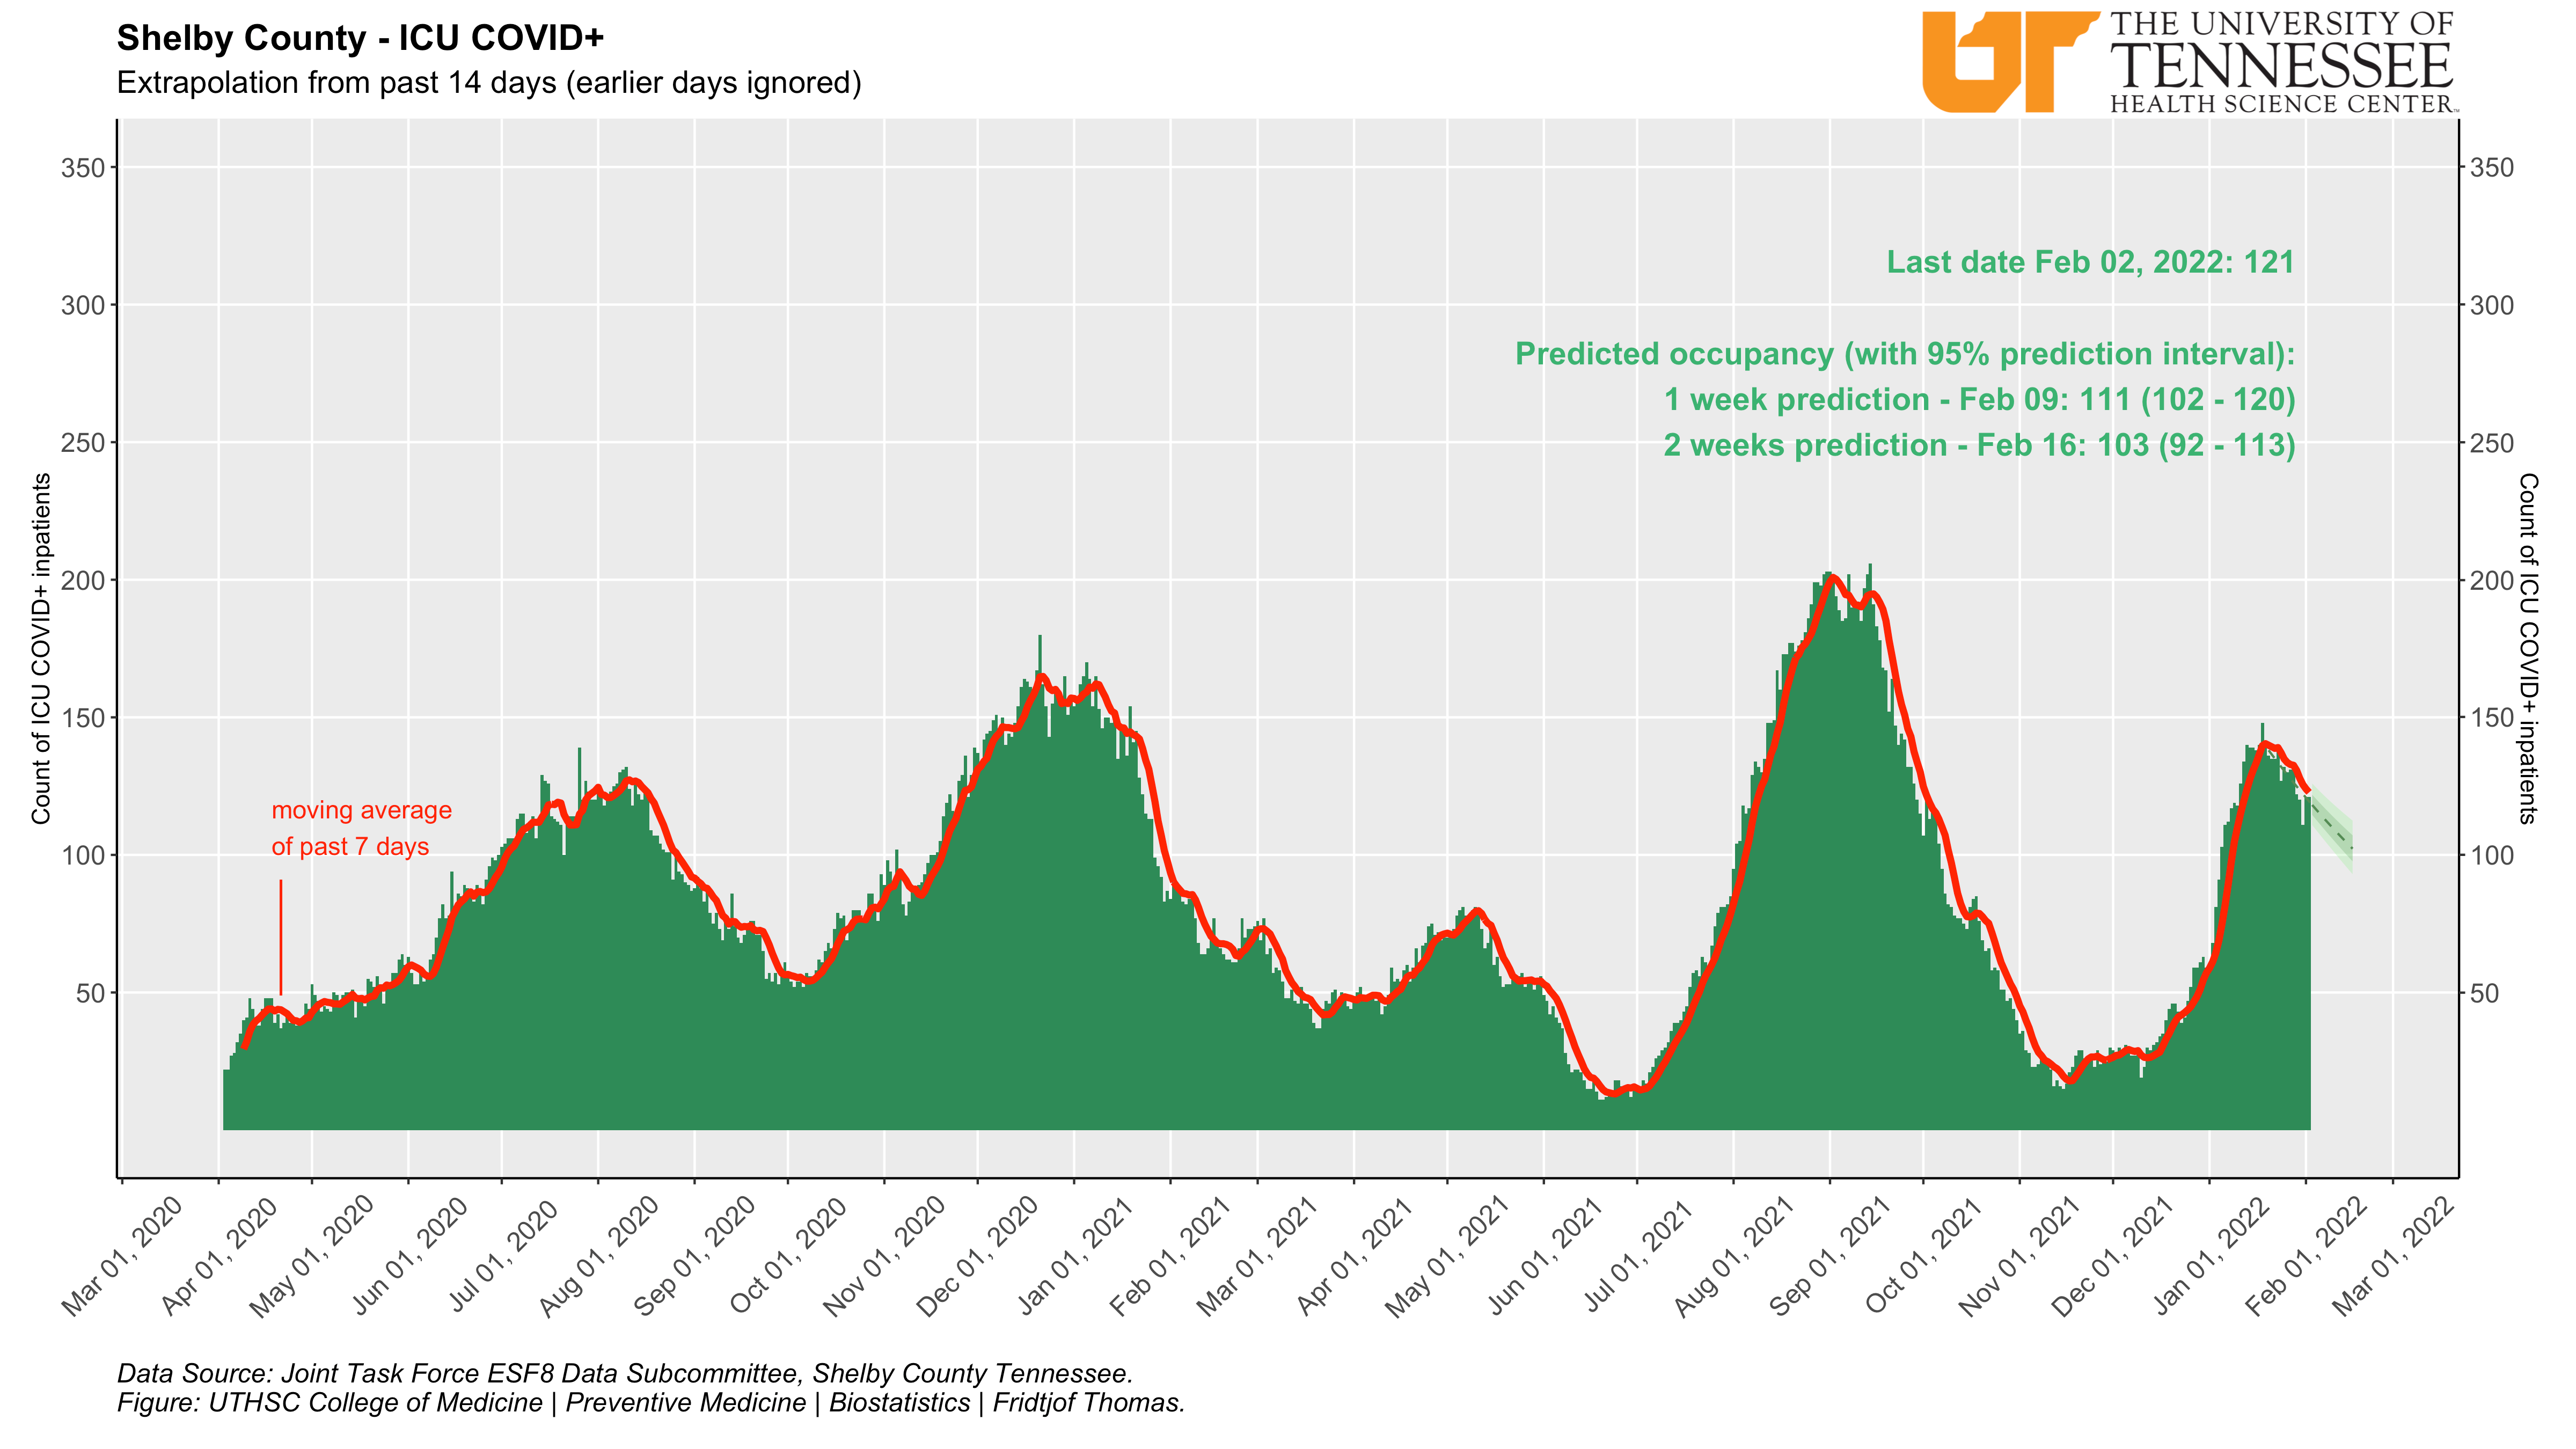 Shelby County - ICU COVID+
Extrapolation from past 14 days (earlier days ignored)
UT
THE UNIVERSITY OF
TENNESSEE
HEALTH SCIENCE CENTER™
Last date Feb 02, 2022: 121
Predicted occupancy (with 95% prediction interval):
1 week prediction - Feb 09: 111 (102 - 120)
2 weeks prediction - Feb 16: 103 (92 - 113)
350
300
250
200
150
100
50
Count of ICU COVID+ inpatients
moving average
of past 7 days
350
300
250
200
150
100
50
Count of ICU COVID+ inpatients
Mar 01, 2020
Apr 01, 2020
May 01, 2020
Jun 01, 2020
Jul 01, 2020
Aug 01, 2020
Sep 01, 2020
Oct 01, 2020
Nov 01, 2020
Dec 01, 2020
Jan 01, 2021
Feb 01, 2021
Mar 01, 2021
Apr 01, 2021
May 01, 2021
Jun 01, 2021
Jul 01, 2021
Aug 01, 2021
Sep 01, 2021
Oct 01, 2021
Nov 01, 2021
Dec 01, 2021
Jan 01, 2022
Feb 01, 2022
Mar 01, 2022
Data Source: Joint Task Force ESF8 Data Subcommittee, Shelby County Tennessee.
Figure: UTHSC College of Medicine | Preventive Medicine | Biostatistics | Fridtjof Thomas.